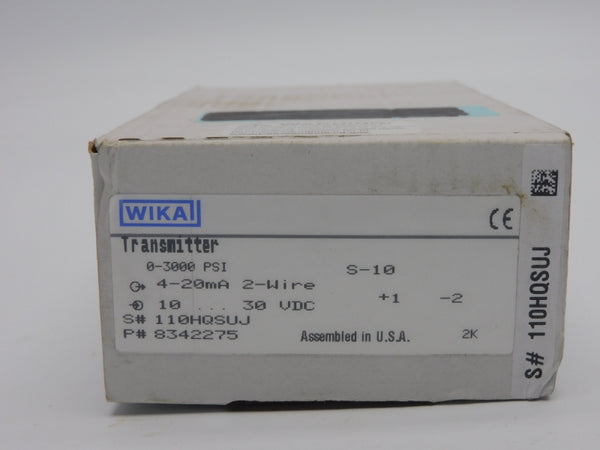 WIKA
CE
Transmitter
0-3000 PSI
S-10
4-20mA 2-Wire
10 ... 30 VDC
+1 -2
S# 110HQSUJ
P# 8342275
Assembled in U.S.A.
2K
S# 110HQSUJ